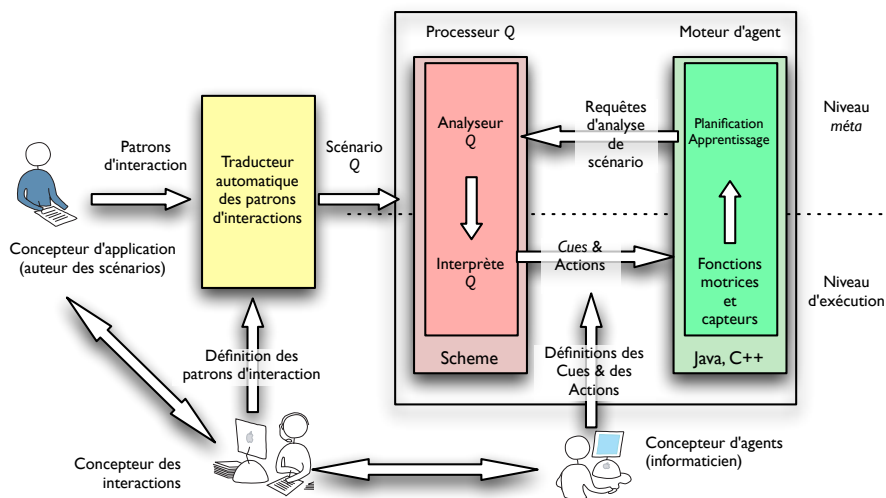 Processeur Q
Moteur d'agent
Patrons
d'interaction
Traducteur
automatique
des patrons
d'interactions
Scénario
Q
Analyseur
Q
Requêtes
d'analyse
de
scénario
Planification
Apprentissage
Niveau
méta
Concepteur d'application
(auteur des scénarios)
Interprète
Q
Cues &
Actions
Fonctions
motrices
et
capteurs
Niveau
d'exécution
Scheme
Java, C++
Définition des
patrons d'interaction
Définitions des
Cues & des
Actions
Concepteur des
interactions
Concepteur d'agents
(informaticien)